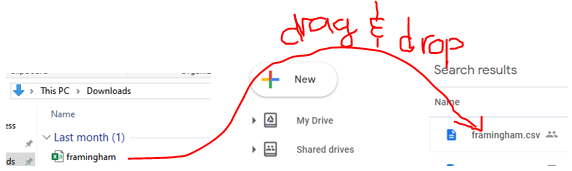 drag & drop
This PC > Downloads
Name
Last month (1)
framingham
ds
New
My Drive
Shared drives
Search results
Name
framingham.csv